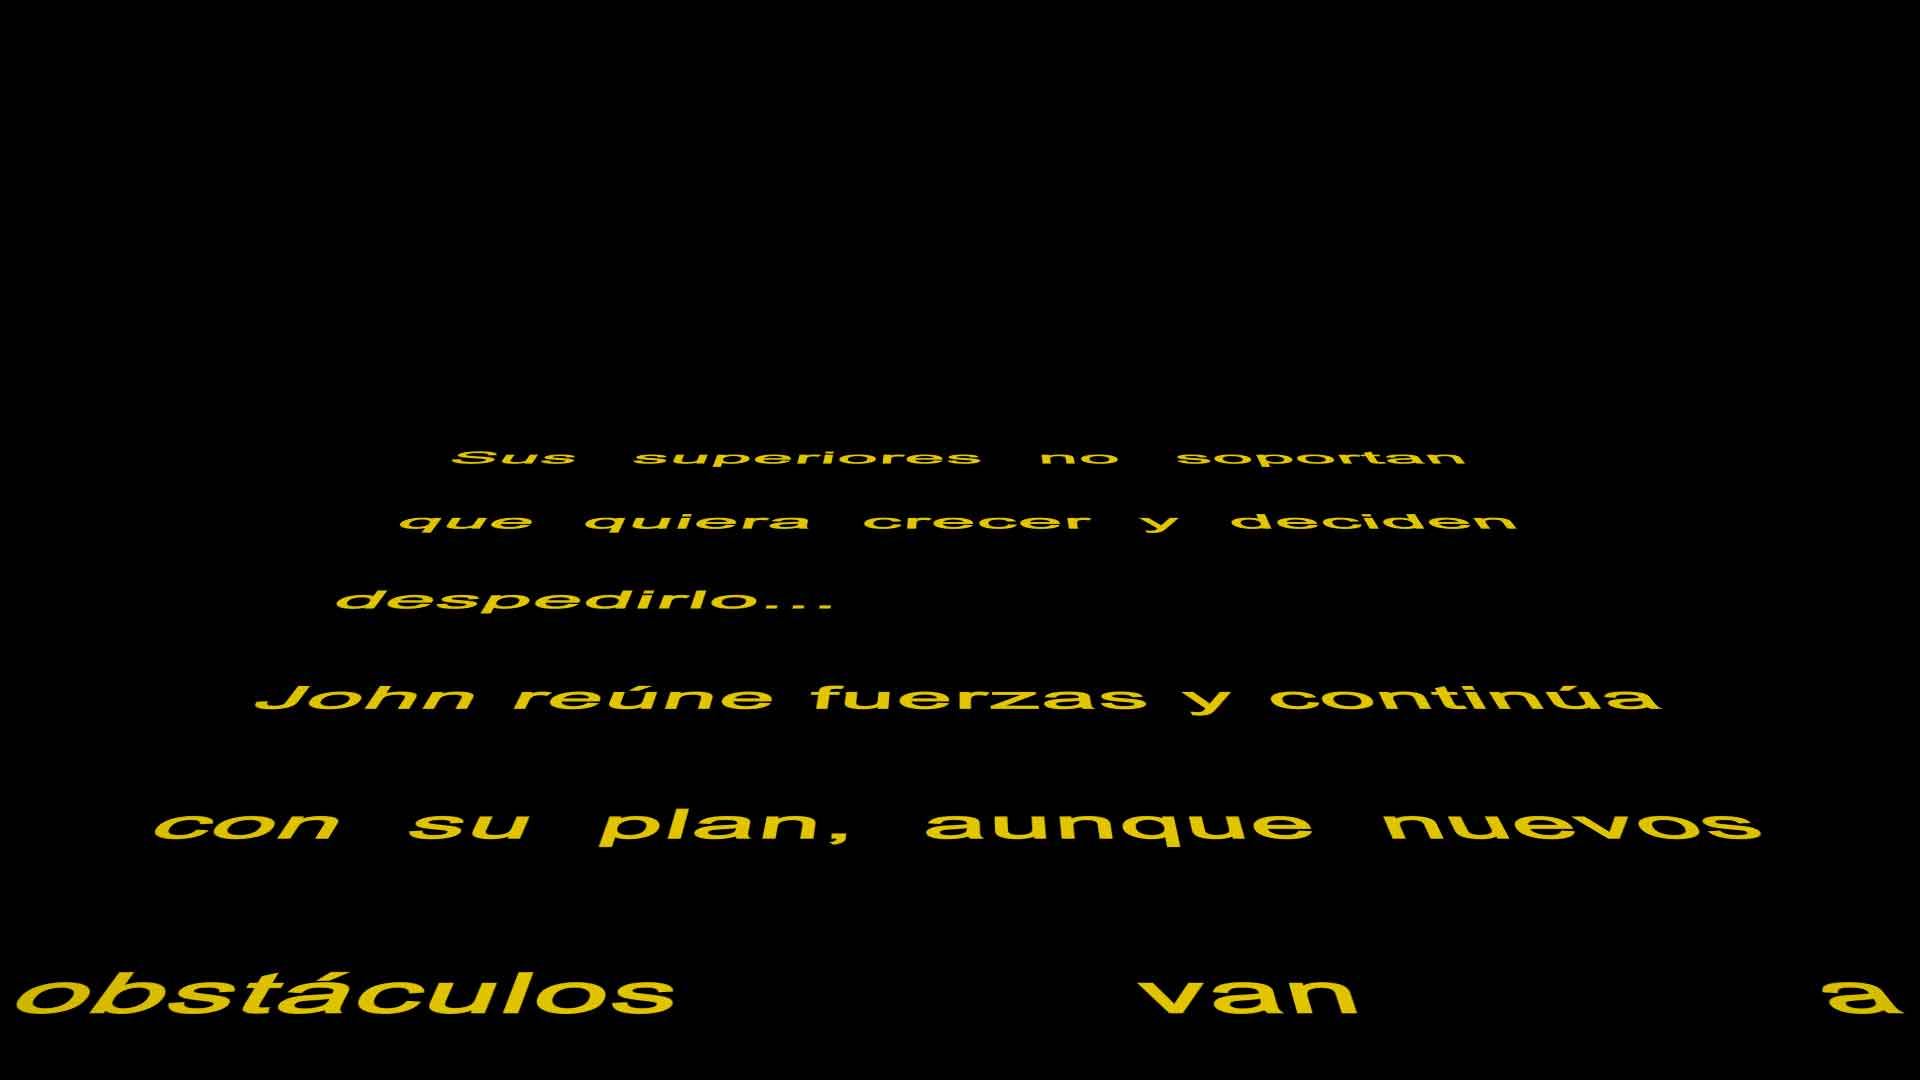 Sus superiores no soportan
que quiera crecer y deciden
despedirlo...
John reúne fuerzas y continúa
con su plan, aunque nuevos
obstáculos van a